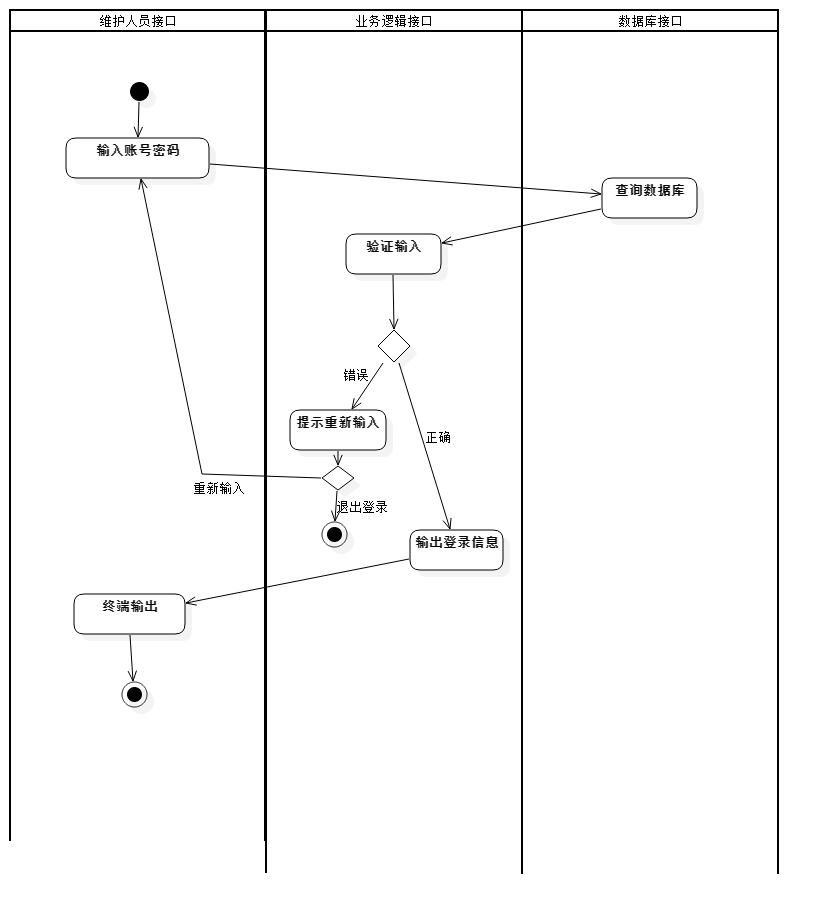 维护人员接口
业务逻辑接口
数据库接口
输入账号密码
查询数据库
验证输入
错误
提示重新输入
正确
重新输入
退出登录
输出登录信息
终端输出